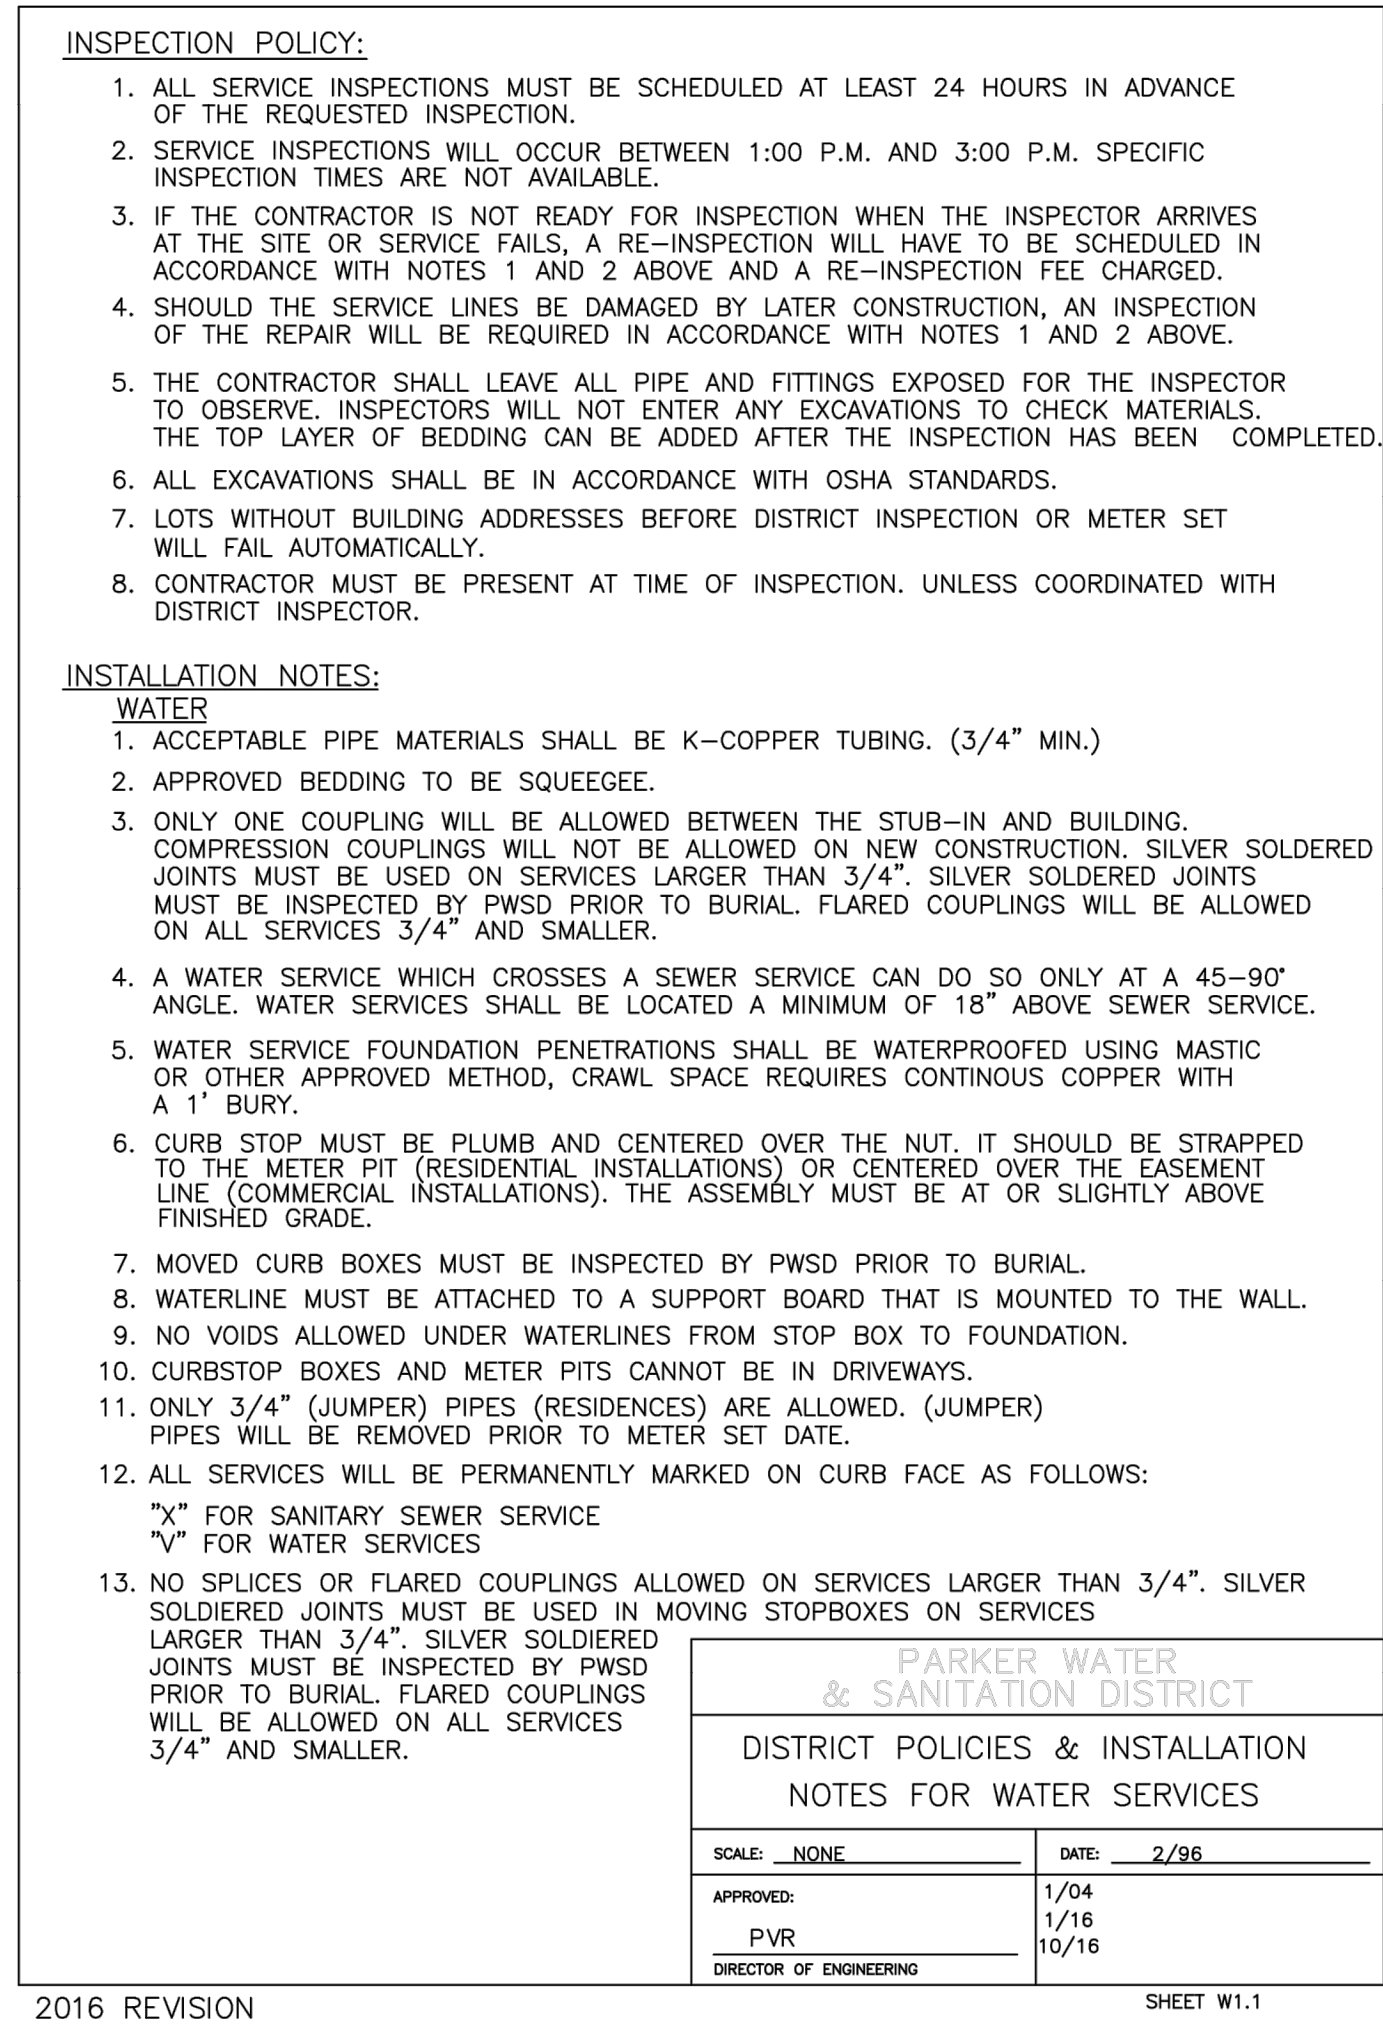 INSPECTION POLICY:
1. ALL SERVICE INSPECTIONS MUST BE SCHEDULED AT LEAST 24 HOURS IN ADVANCE
OF THE REQUESTED INSPECTION.
2. SERVICE INSPECTIONS WILL OCCUR BETWEEN 1:00 P.M. AND 3:00 P.M. SPECIFIC
INSPECTION TIMES ARE NOT AVAILABLE.
3. IF THE CONTRACTOR IS NOT READY FOR INSPECTION WHEN THE INSPECTOR ARRIVES
AT THE SITE OR SERVICE FAILS, A RE-INSPECTION WILL HAVE TO BE SCHEDULED IN
ACCORDANCE WITH NOTES 1 AND 2 ABOVE AND A RE-INSPECTION FEE CHARGED.
4. SHOULD THE SERVICE LINES BE DAMAGED BY LATER CONSTRUCTION, AN INSPECTION
OF THE REPAIR WILL BE REQUIRED IN ACCORDANCE WITH NOTES 1 AND 2 ABOVE.
5. THE CONTRACTOR SHALL LEAVE ALL PIPE AND FITTINGS EXPOSED FOR THE INSPECTOR
TO OBSERVE. INSPECTORS WILL NOT ENTER ANY EXCAVATIONS TO CHECK MATERIALS.
THE TOP LAYER OF BEDDING CAN BE ADDED AFTER THE INSPECTION HAS BEEN COMPLETED.
6. ALL EXCAVATIONS SHALL BE IN ACCORDANCE WITH OSHA STANDARDS.
7. LOTS WITHOUT BUILDING ADDRESSES BEFORE DISTRICT INSPECTION OR METER SET
WILL FAIL AUTOMATICALLY.
8. CONTRACTOR MUST BE PRESENT AT TIME OF INSPECTION. UNLESS COORDINATED WITH
DISTRICT INSPECTOR.
INSTALLATION NOTES:
WATER
1. ACCEPTABLE PIPE MATERIALS SHALL BE K-COPPER TUBING. (3/4" MIN.)
2. APPROVED BEDDING TO BE SQUEEGEE.
3. ONLY ONE COUPLING WILL BE ALLOWED BETWEEN THE STUB-IN AND BUILDING.
COMPRESSION COUPLINGS WILL NOT BE ALLOWED ON NEW CONSTRUCTION. SILVER SOLDERED
JOINTS MUST BE USED ON SERVICES LARGER THAN 3/4". SILVER SOLDERED JOINTS
MUST BE INSPECTED BY PWSD PRIOR TO BURIAL. FLARED COUPLINGS WILL BE ALLOWED
ON ALL SERVICES 3/4" AND SMALLER.
4. A WATER SERVICE WHICH CROSSES A SEWER SERVICE CAN DO SO ONLY AT A 45-90°
ANGLE. WATER SERVICES SHALL BE LOCATED A MINIMUM OF 18" ABOVE SEWER SERVICE.
5. WATER SERVICE FOUNDATION PENETRATIONS SHALL BE WATERPROOFED USING MASTIC
OR OTHER APPROVED METHOD, CRAWL SPACE REQUIRES CONTINOUS COPPER WITH
A 1' BURY.
6. CURB STOP MUST BE PLUMB AND CENTERED OVER THE NUT. IT SHOULD BE STRAPPED
TO THE METER PIT (RESIDENTIAL INSTALLATIONS) OR CENTERED OVER THE EASEMENT
LINE (COMMERCIAL INSTALLATIONS). THE ASSEMBLY MUST BE AT OR SLIGHTLY ABOVE
FINISHED GRADE.
7. MOVED CURB BOXES MUST BE INSPECTED BY PWSD PRIOR TO BURIAL.
8. WATERLINE MUST BE ATTACHED TO A SUPPORT BOARD THAT IS MOUNTED TO THE WALL.
9. NO VOIDS ALLOWED UNDER WATERLINES FROM STOP BOX TO FOUNDATION.
10. CURBSTOP BOXES AND METER PITS CANNOT BE IN DRIVEWAYS.
11. ONLY 3/4" (JUMPER) PIPES (RESIDENCES) ARE ALLOWED. (JUMPER)
PIPES WILL BE REMOVED PRIOR TO METER SET DATE.
12. ALL SERVICES WILL BE PERMANENTLY MARKED ON CURB FACE AS FOLLOWS:
"X" FOR SANITARY SEWER SERVICE
"V" FOR WATER SERVICES
13. NO SPLICES OR FLARED COUPLINGS ALLOWED ON SERVICES LARGER THAN 3/4". SILVER
SOLDIERED JOINTS MUST BE USED IN MOVING STOPBOXES ON SERVICES
LARGER THAN 3/4". SILVER SOLDIERED
JOINTS MUST BE INSPECTED BY PWSD
PRIOR TO BURIAL. FLARED COUPLINGS
WILL BE ALLOWED ON ALL SERVICES
3/4" AND SMALLER.
PARKER WATER
& SANITATION DISTRICT
DISTRICT POLICIES & INSTALLATION
NOTES FOR WATER SERVICES
SCALE: NONE
DATE: 2/96
APPROVED:
PVR
DIRECTOR OF ENGINEERING
1/04
1/16
10/16
2016 REVISION
SHEET W1.1